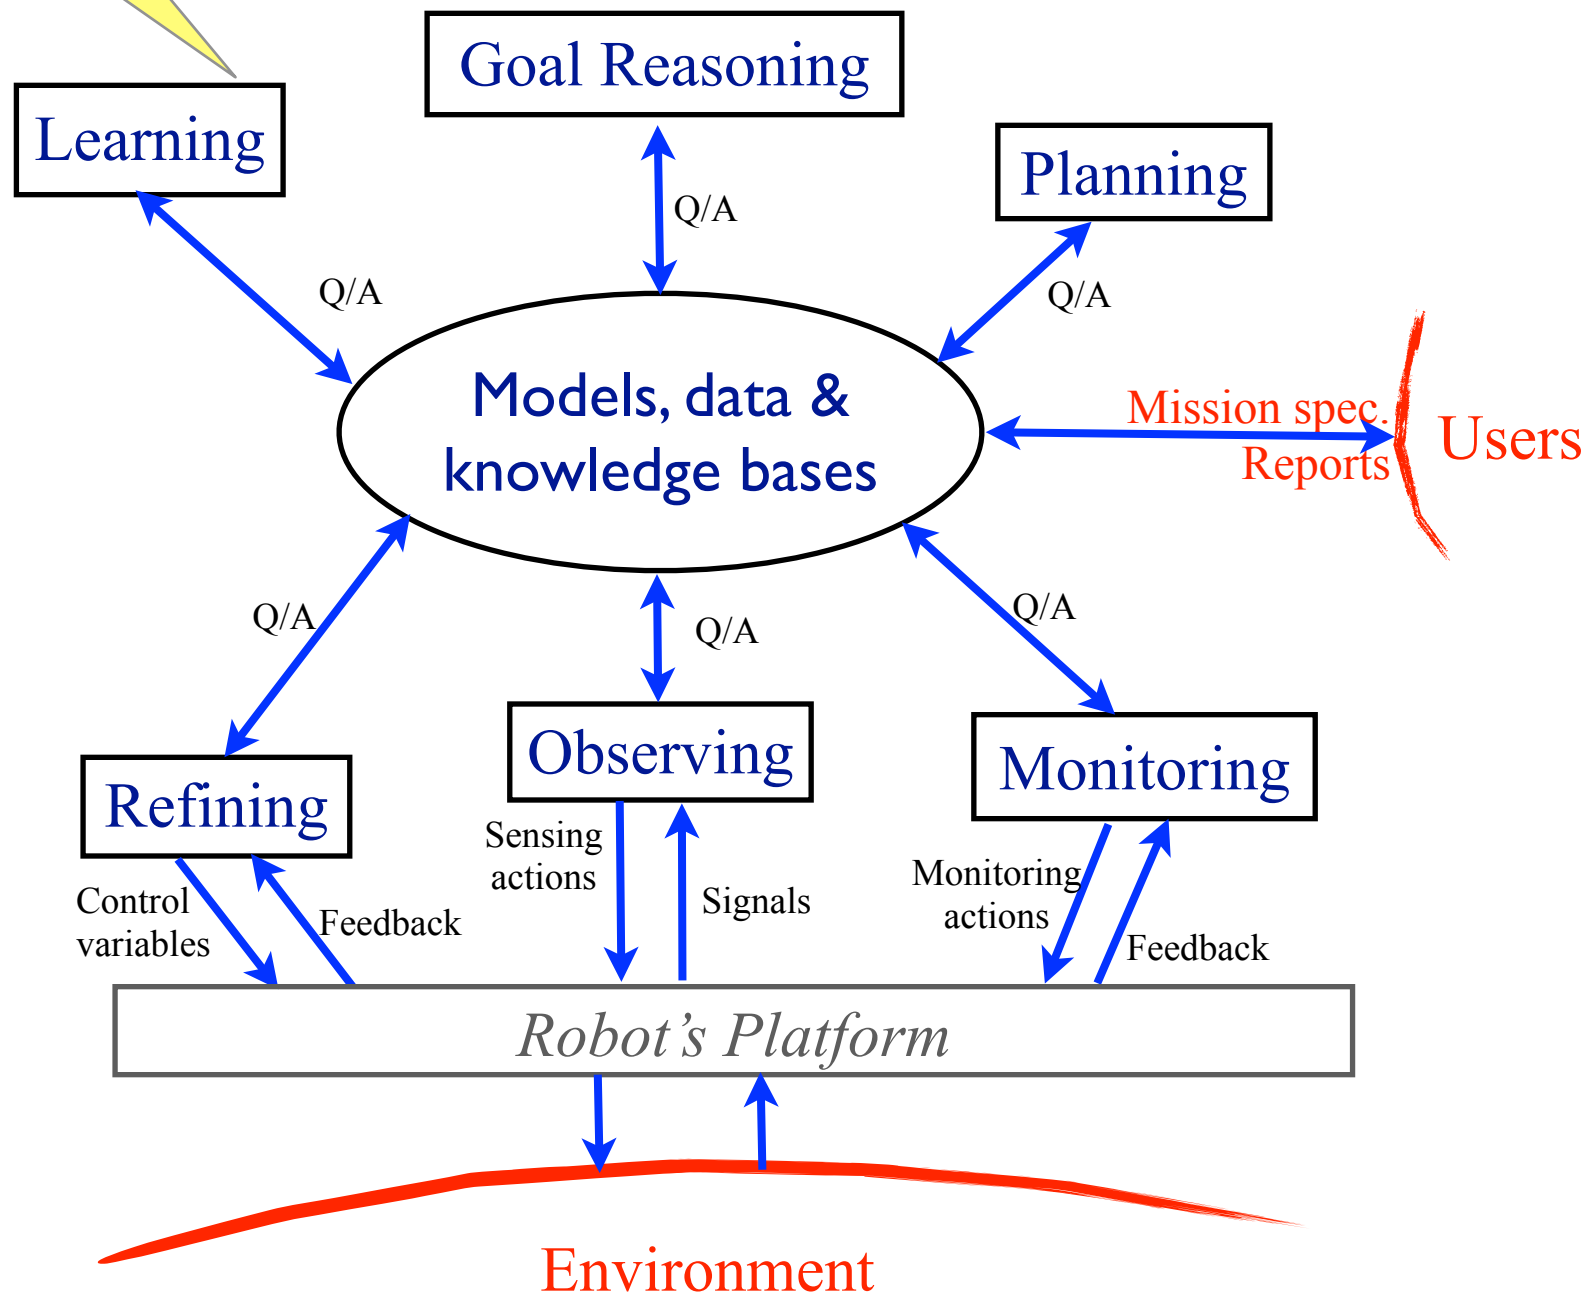 Goal Reasoning
Learning
Planning
Q/A
Q/A
Q/A
Models, data &
knowledge bases
Mission spec.
Reports
Users
Q/A
Q/A
Q/A
Refining
Observing
Monitoring
Control
variables
Feedback
Sensing
actions
Signals
Monitoring
actions
Feedback
Robot's Platform
Environment